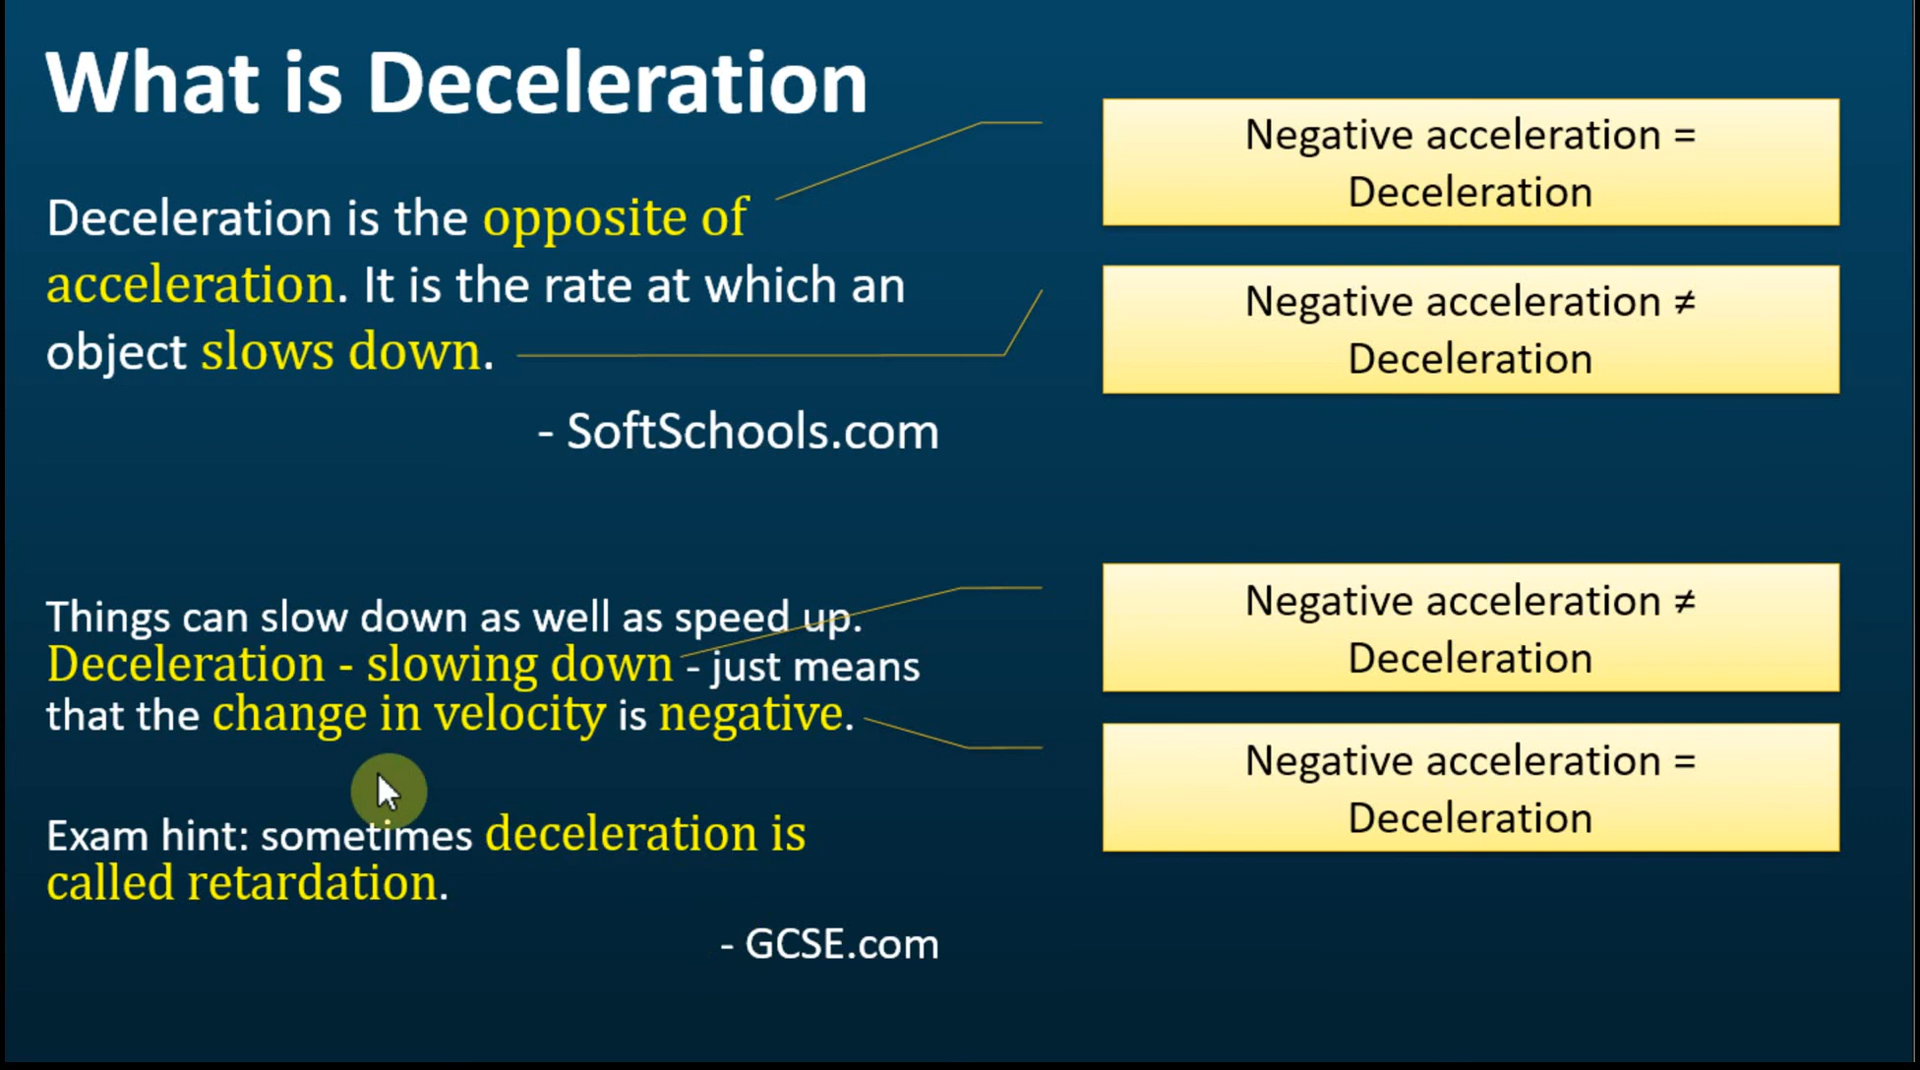 What is Deceleration
Deceleration is the opposite of
acceleration. It is the rate at which an
object slows down.
- SoftSchools.com
Negative acceleration =
Deceleration
Negative acceleration ≠
Deceleration
Things can slow down as well as speed up.
Deceleration - slowing down - just means
that the change in velocity is negative.
Exam hint: sometimes deceleration is
called retardation.
- GCSE.com
Negative acceleration ≠
Deceleration
Negative acceleration =
Deceleration